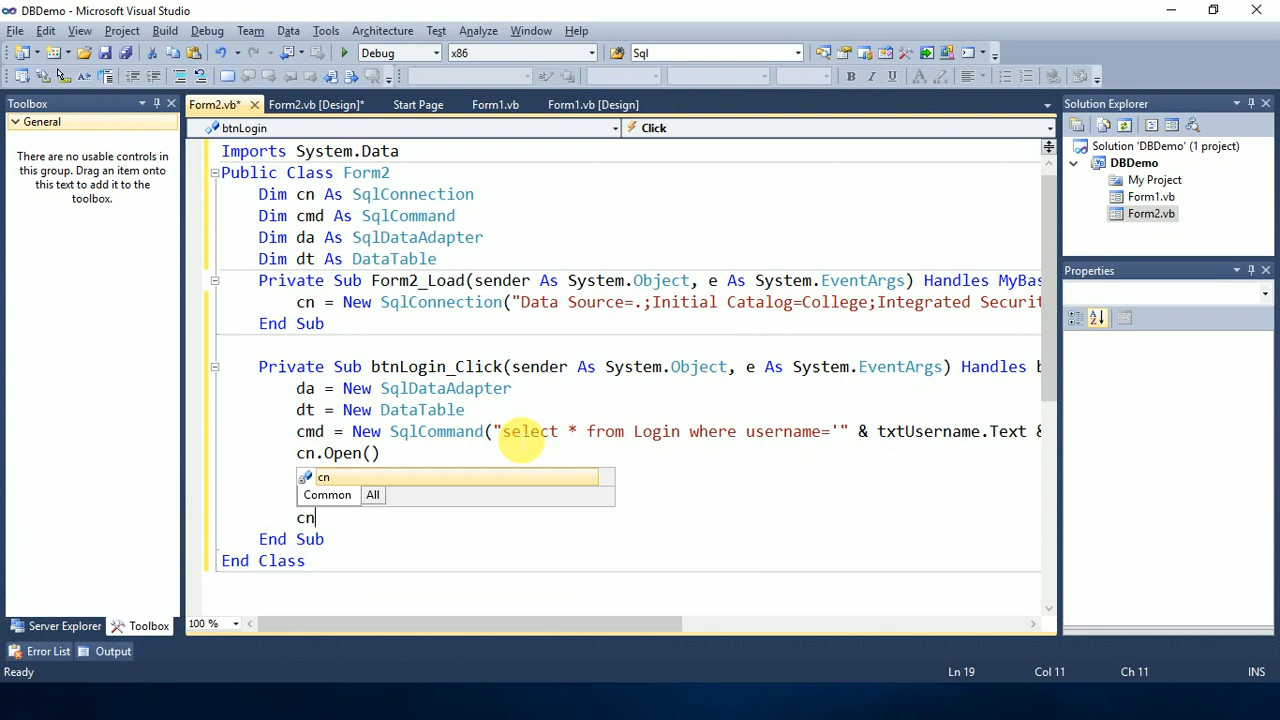 DBDemo - Microsoft Visual Studio
File Edit View Project Build Debug Team Data Tools Architecture Test Analyze Window Help
Debug x86 Sql
Toolbox
General
There are no usable controls in
this group. Drag an item onto
this text to add it to the
toolbox.
Form2.vb* Form2.vb [Design]* Start Page Form1.vb Form1.vb [Design]
btnLogin Click
Imports System.Data
Public Class Form2
Dim cn As SqlConnection
Dim cmd As SqlCommand
Dim da As SqlDataAdapter
Dim dt As DataTable
Private Sub Form2_Load(sender As System.Object, e As System.EventArgs) Handles MyBas
cn = New SqlConnection("Data Source=.;Initial Catalog=College;Integrated Securit
End Sub
Private Sub btnLogin_Click(sender As System.Object, e As System.EventArgs) Handles b
da = New SqlDataAdapter
dt = New DataTable
cmd = New SqlCommand("select * from Login where username='" & txtUsername.Text &
cn.Open()
cn
Common All
cn
End Sub
End Class
100 %
Solution Explorer
Solution 'DBDemo' (1 project)
DBDemo
My Project
Form1.vb
Form2.vb
Properties
Server Explorer Toolbox
Error List Output
Ready Ln 19 Col 11 Ch 11 INS